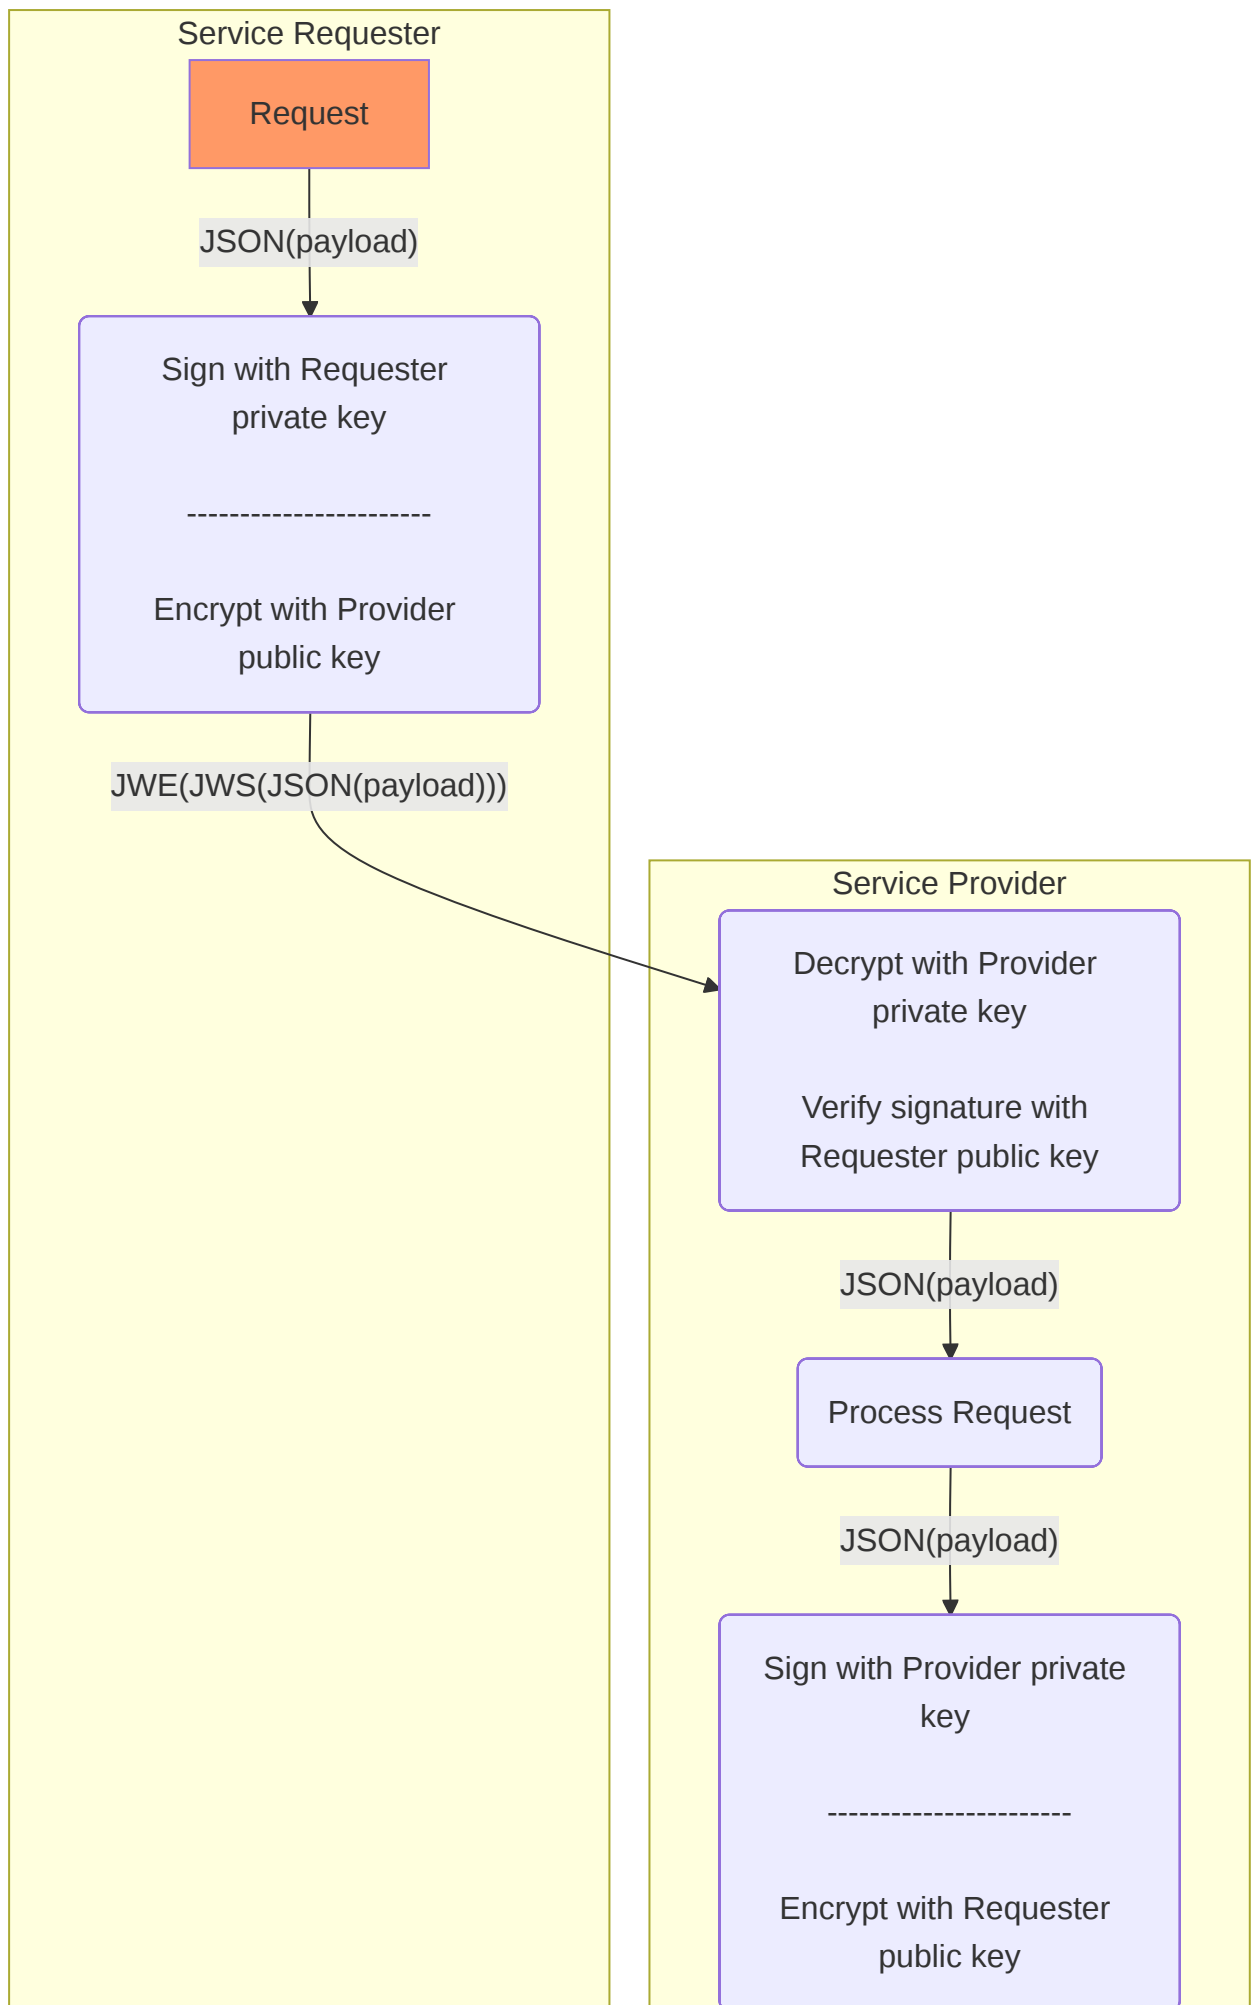 Service Requester
Request
JSON(payload)
Sign with Requester
private key
-----------------------
Encrypt with Provider
public key
JWE(JWS(JSON(payload)))
Service Provider
Decrypt with Provider
private key
Verify signature with
Requester public key
JSON(payload)
Process Request
JSON(payload)
Sign with Provider private
key
-----------------------
Encrypt with Requester
public key